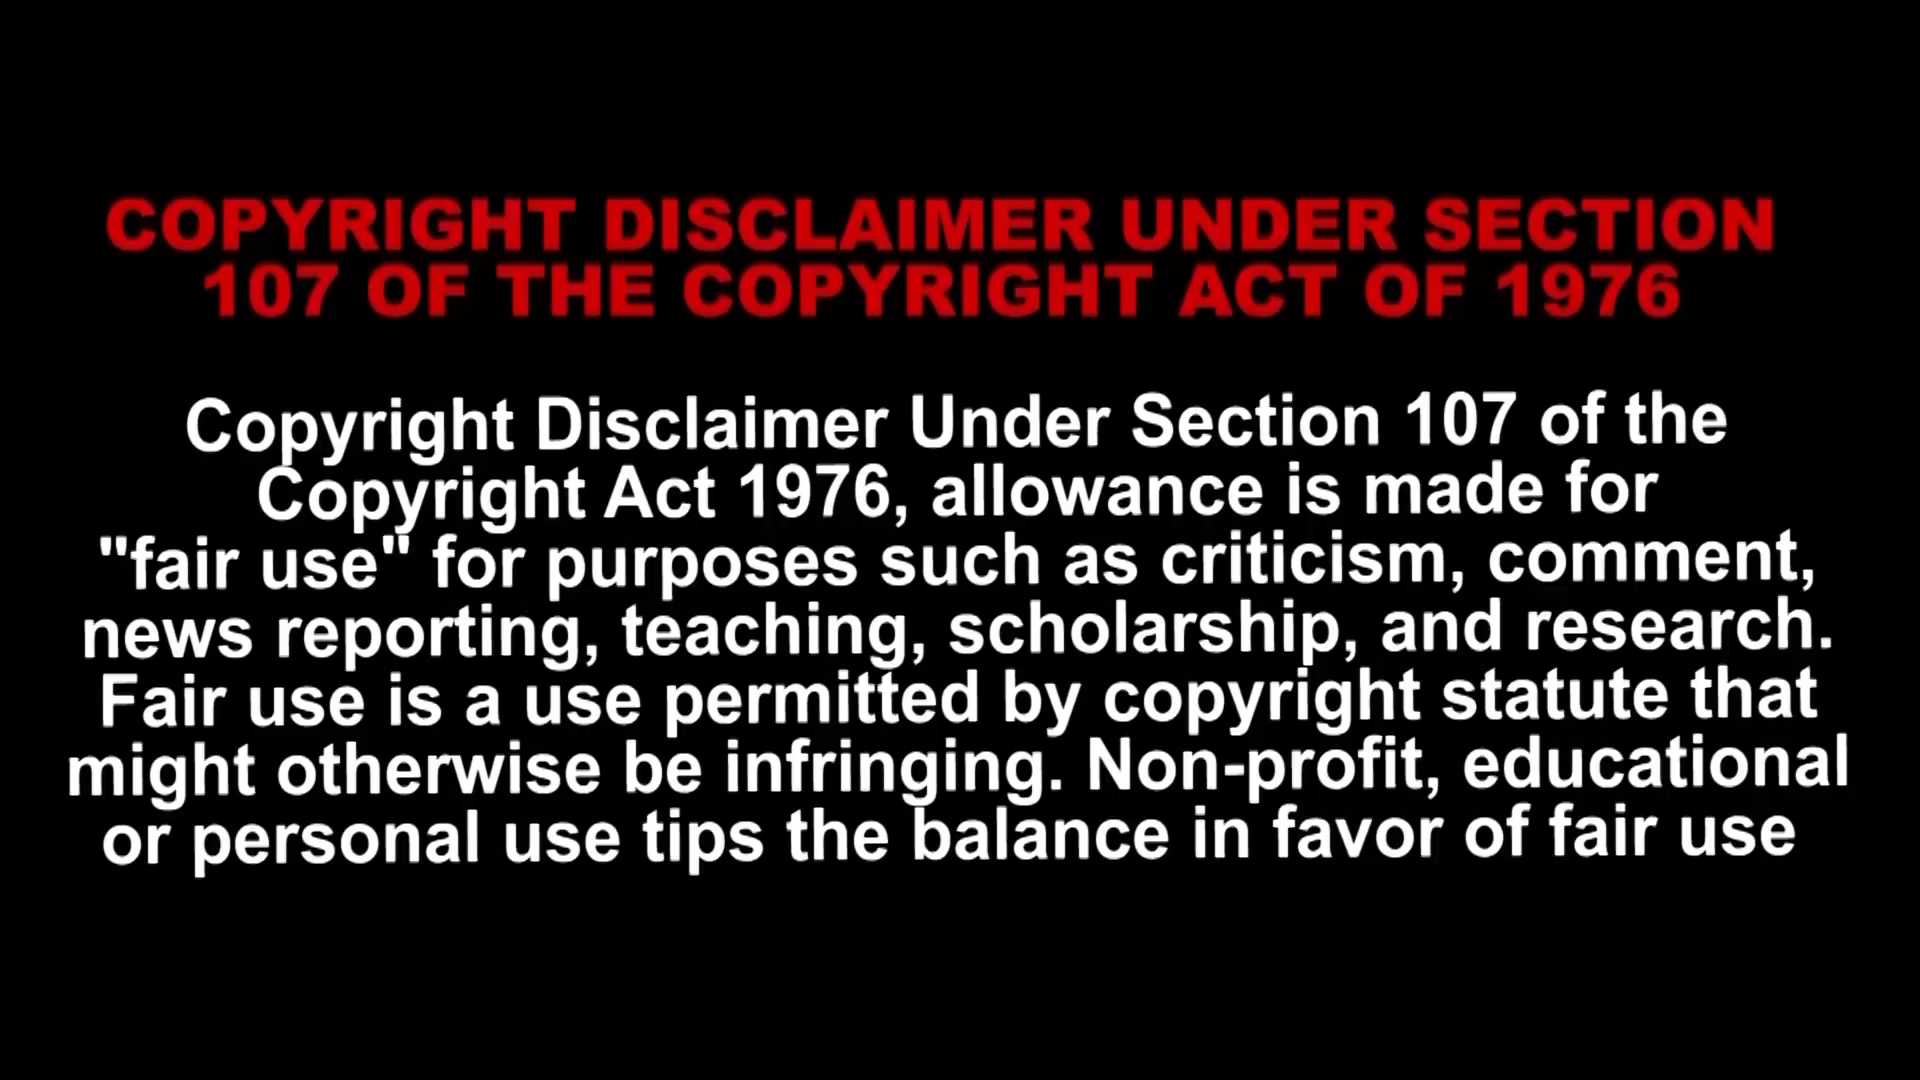 COPYRIGHT DISCLAIMER UNDER SECTION
107 OF THE COPYRIGHT ACT OF 1976
Copyright Disclaimer Under Section 107 of the
Copyright Act 1976, allowance is made for
"fair use" for purposes such as criticism, comment,
news reporting, teaching, scholarship, and research.
Fair use is a use permitted by copyright statute that
might otherwise be infringing. Non-profit, educational
or personal use tips the balance in favor of fair use